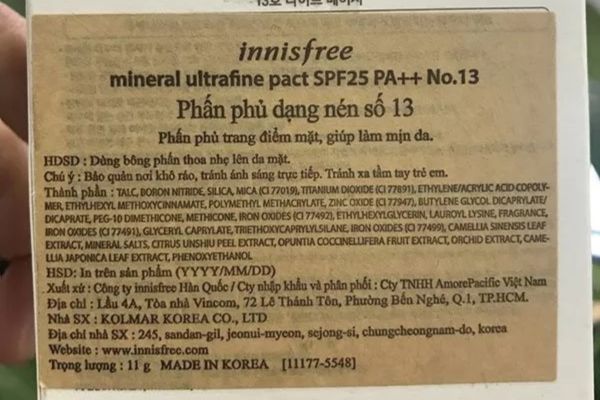 13호 라이트 베이지
innisfree
mineral ultrafine pact SPF25 PA++ No.13
Phấn phủ dạng nén số 13
Phấn phủ trang điểm mặt, giúp làm mịn da.
HDSD : Dùng bông phấn thoa nhẹ lên da mặt.
Chú ý : Bảo quản nơi khô ráo, tránh ánh sáng trực tiếp. Tránh xa tầm tay trẻ em.
Thành phần : TALC, BORON NITRIDE, SILICA, MICA (CI 77019), TITANIUM DIOXIDE (CI 77891), ETHYLENE/ACRYLIC ACID COPOLY-
MER, ETHYLHEXYL METHOXYCINNAMATE, POLYMETHYL METHACRYLATE, ZINC OXIDE (CI 77947), BUTYLENE GLYCOL DICAPRYLATE/
DICAPRATE, PEG-10 DIMETHICONE, METHICONE, IRON OXIDES (CI 77492), ETHYLHEXYLGLYCERIN, LAUROYL LYSINE, FRAGRANCE,
IRON OXIDES (CI 77491), GLYCERYL CAPRYLATE, TRIETHOXYCAPRYLYLSILANE, IRON OXIDES (CI 77499), CAMELLIA SINENSIS LEAF
EXTRACT, MINERAL SALTS, CITRUS UNSHIU PEEL EXTRACT, OPUNTIA COCCINELLIFERA FRUIT EXTRACT, ORCHID EXTRACT, CAME-
LLIA JAPONICA LEAF EXTRACT, PHENOXYETHANOL
HSD: In trên sản phẩm (YYYY/MM/DD)
Xuất xứ : Công ty innisfree Hàn Quốc / Cty nhập khẩu và phân phối : Cty TNHH AmorePacific Việt Nam
Địa chỉ : Lầu 4A, Tòa nhà Vincom, 72 Lê Thánh Tôn, Phường Bến Nghé, Q.1, TP.HCM.
Nhà SX : KOLMAR KOREA CO., LTD
Địa chỉ nhà SX : 245, sandan-gil, jeonui-myeon, sejong-si, chungcheongnam-do, korea
Website : www.innisfree.com
Trọng lượng : 11 g MADE IN KOREA [11177-5548]